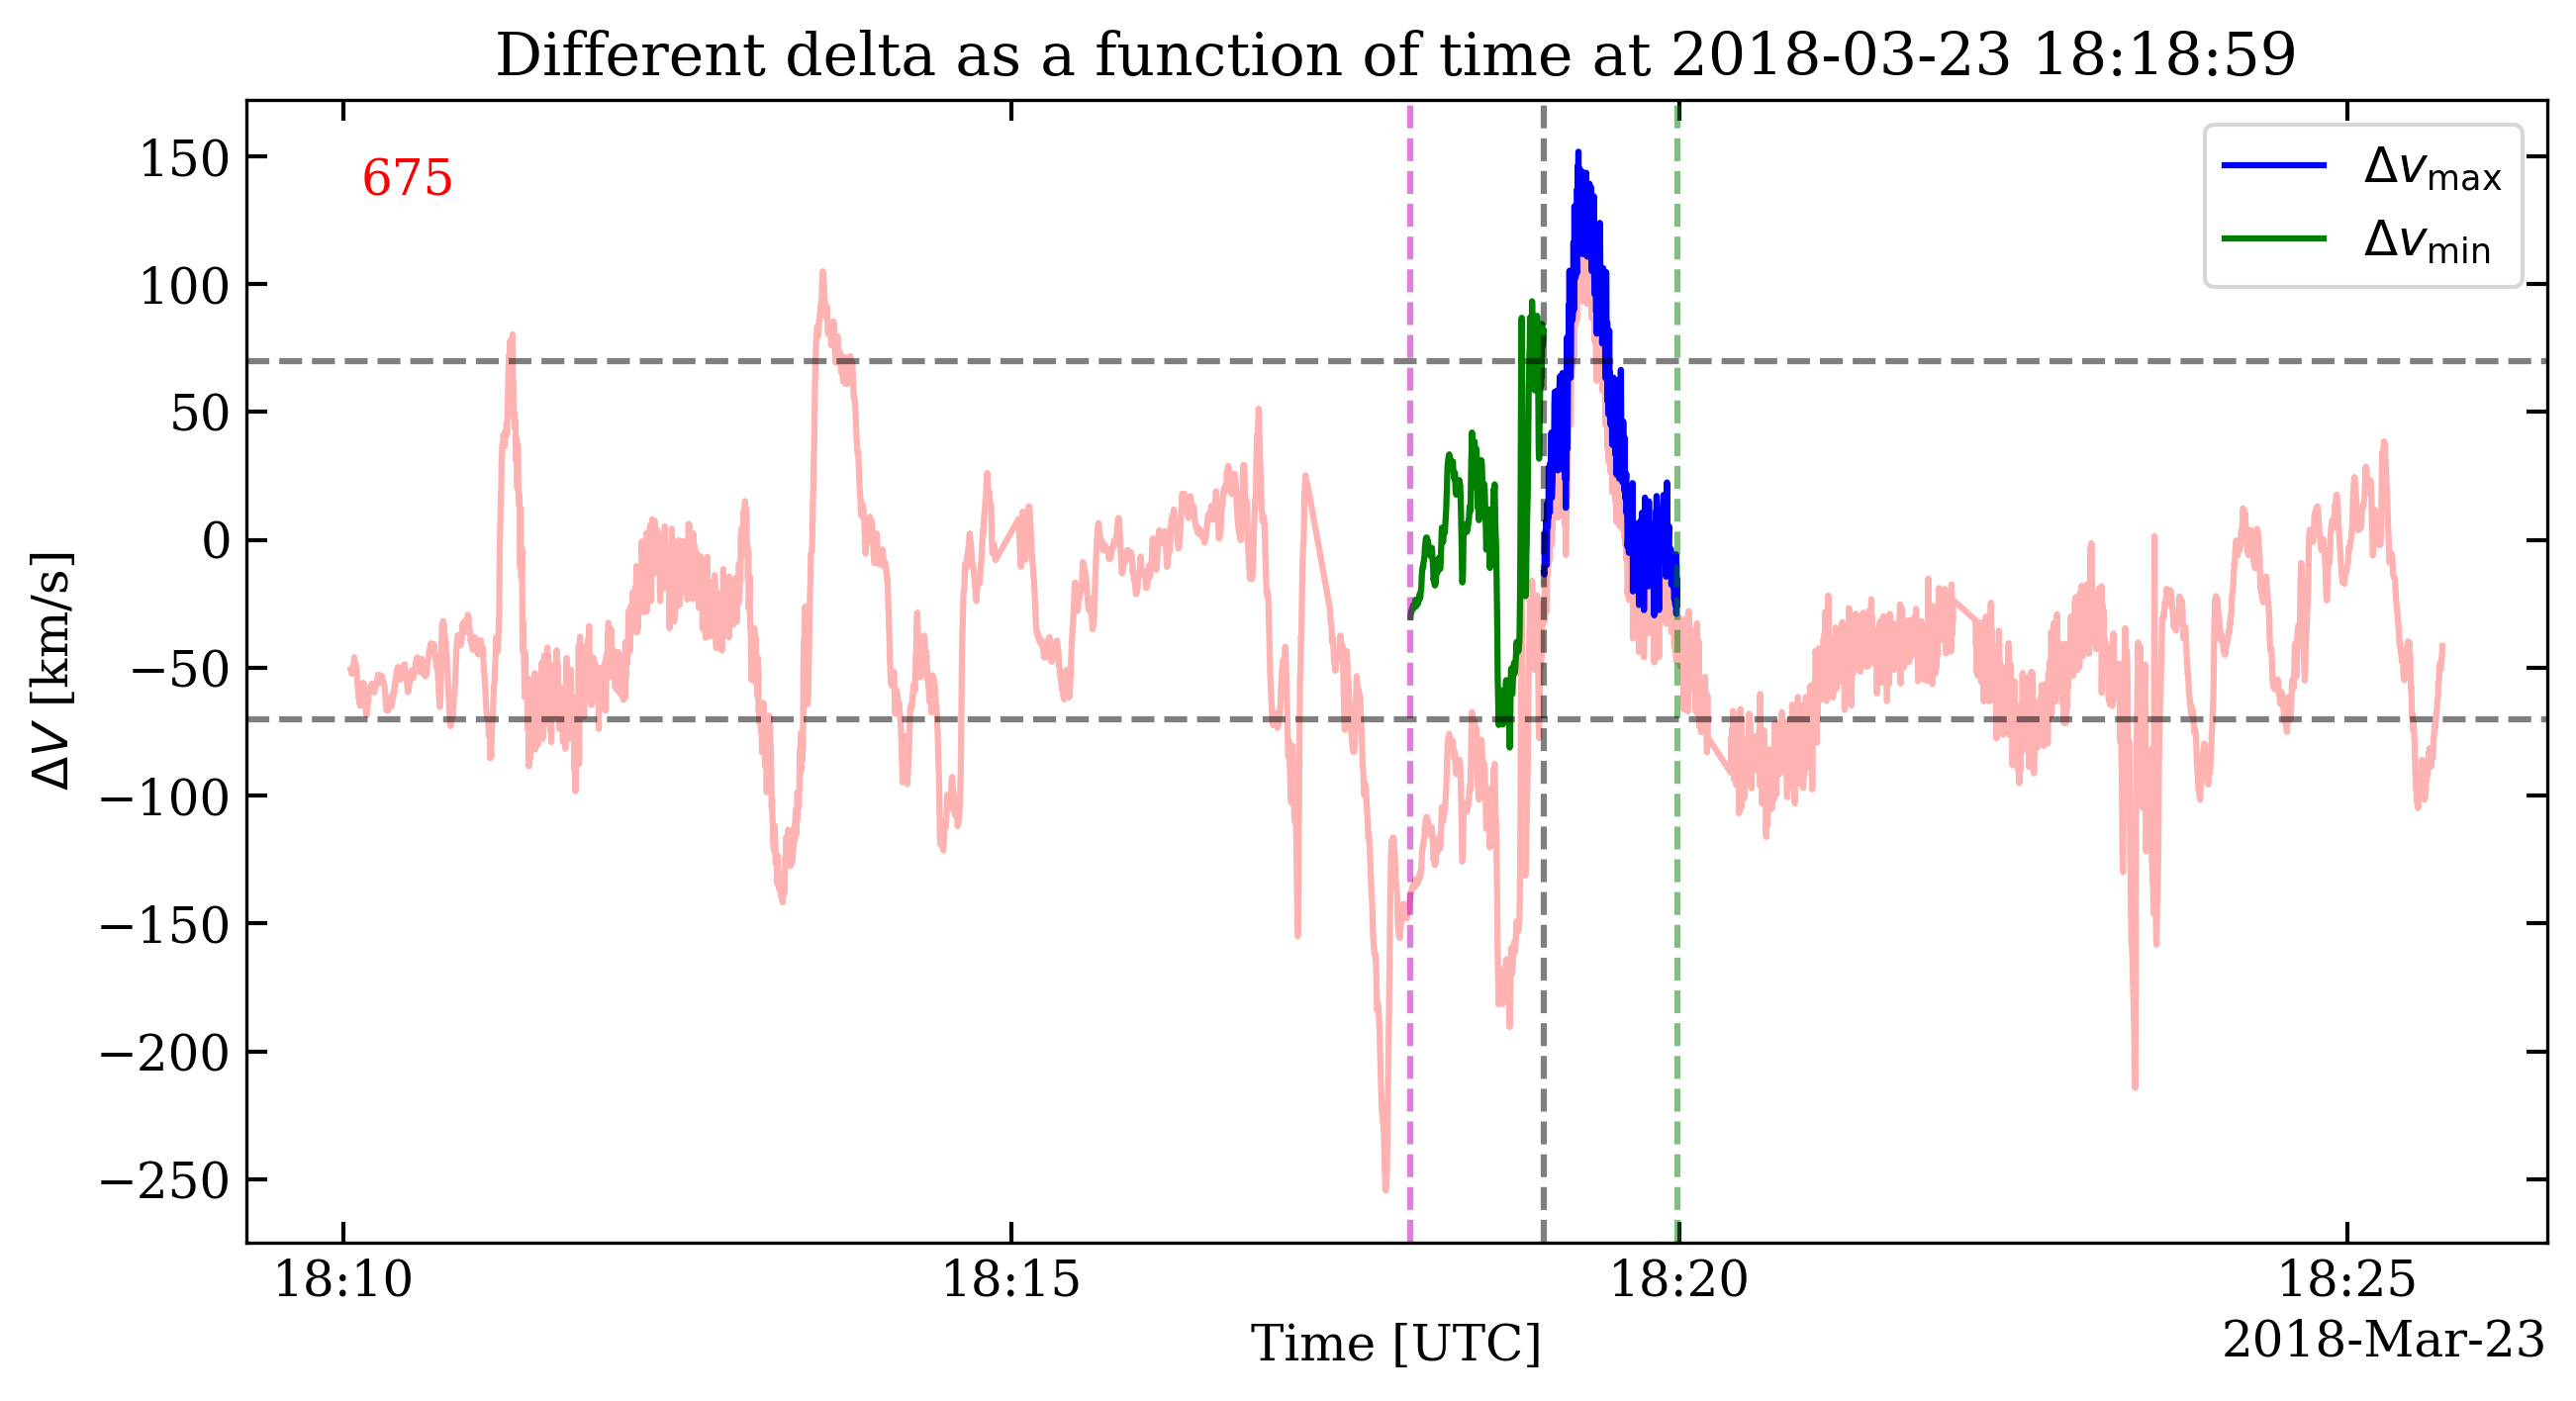 Different delta as a function of time at 2018-03-23 18:18:59
675
Δv_max
Δv_min
150
100
50
0
−50
−100
−150
−200
−250
ΔV [km/s]
18:10 18:15 18:20 18:25
Time [UTC]
2018-Mar-23